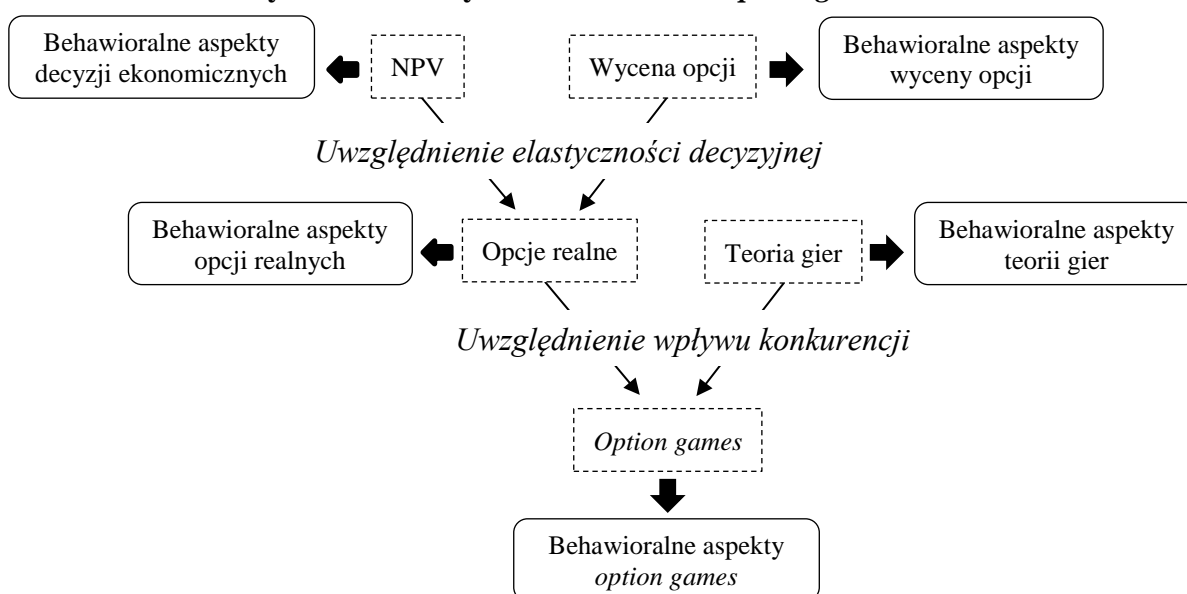 Behawioralne aspekty
decyzji ekonomicznych
NPV
Wycena opcji
Behawioralne aspekty
wyceny opcji
Uwzględnienie elastyczności decyzyjnej
Behawioralne aspekty
opcji realnych
Opcje realne
Teoria gier
Behawioralne aspekty
teorii gier
Uwzględnienie wpływu konkurencji
Option games
Behawioralne aspekty
option games